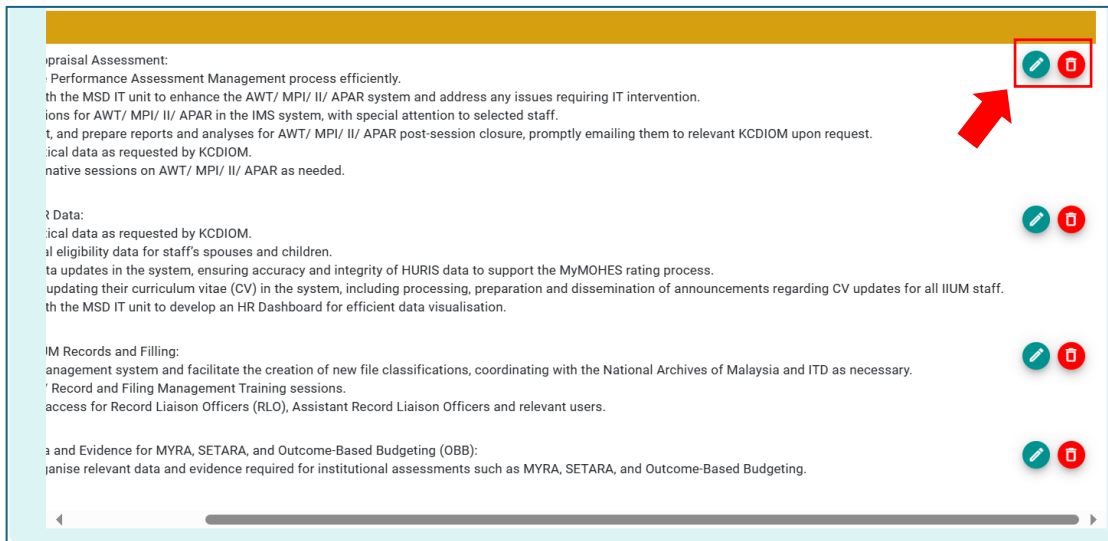 praisal Assessment:
Performance Assessment Management process efficiently.
th the MSD IT unit to enhance the AWT/ MPI/ II/ APAR system and address any issues requiring IT intervention.
ions for AWT/ MPI/ II/ APAR in the IMS system, with special attention to selected staff.
t, and prepare reports and analyses for AWT/ MPI/ II/ APAR post-session closure, promptly emailing them to relevant KCDIOM upon request.
tical data as requested by KCDIOM.
mative sessions on AWT/ MPI/ II/ APAR as needed.
R Data:
tical data as requested by KCDIOM.
al eligibility data for staff's spouses and children.
ta updates in the system, ensuring accuracy and integrity of HURIS data to support the MyMOHES rating process.
updating their curriculum vitae (CV) in the system, including processing, preparation and dissemination of announcements regarding CV updates for all IIUM staff.
th the MSD IT unit to develop an HR Dashboard for efficient data visualisation.
UM Records and Filling:
anagement system and facilitate the creation of new file classifications, coordinating with the National Archives of Malaysia and ITD as necessary.
/ Record and Filing Management Training sessions.
access for Record Liaison Officers (RLO), Assistant Record Liaison Officers and relevant users.
a and Evidence for MYRA, SETARA, and Outcome-Based Budgeting (OBB):
ganise relevant data and evidence required for institutional assessments such as MYRA, SETARA, and Outcome-Based Budgeting.